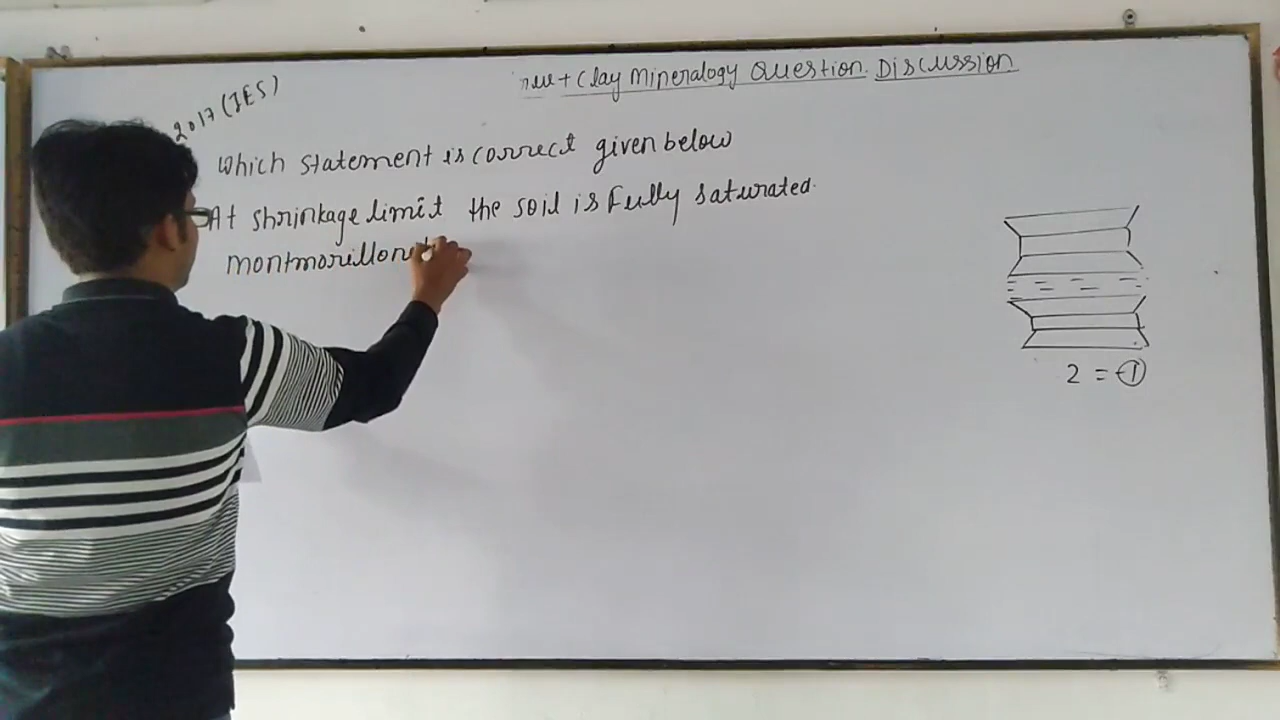 + Clay Mineralogy Question Discussion
2017 (IES)
Which statement is correct given below
At shrinkage limit the soil is fully saturated.
montmorillon
2 = 1